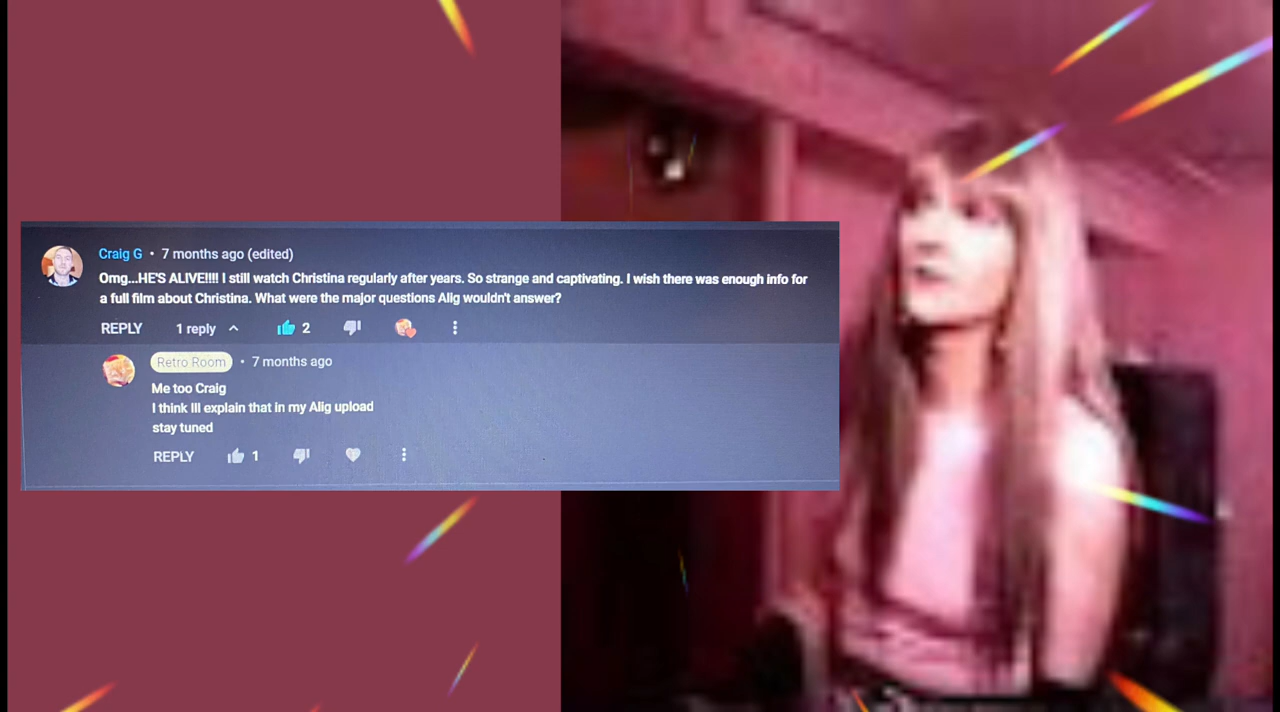 Craig G • 7 months ago (edited)
Omg...HE'S ALIVE!!!! I still watch Christina regularly after years. So strange and captivating. I wish there was enough info for
a full film about Christina. What were the major questions Alig wouldn't answer?
REPLY 1 reply 2
Retro Room • 7 months ago
Me too Craig
I think Ill explain that in my Alig upload
stay tuned
REPLY 1